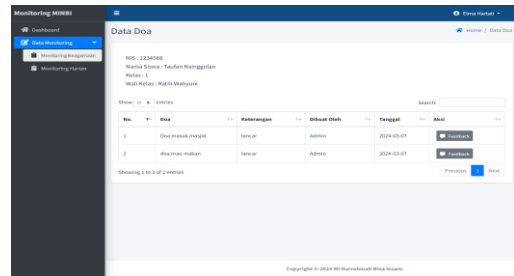 Monitoring MINBI
Elma Hartati
Dashboard
Data Monitoring
Monitoring Keagamaan
Monitoring Harian
Data Doa
Home / Data Doa
NIS : 1234568
Nama Siswa : Taufan Nainggolan
Kelas : 1
Wali Kelas : Ratih Wahyuni
Show 10 entries
Search:
No. Doa Keterangan Dibuat Oleh Tanggal Aksi
1 Doa masuk masjid lancar Admin 2024-03-07 Feedback
2 doa mau makan lancar Admin 2024-03-07 Feedback
Showing 1 to 2 of 2 entries
Previous 1 Next
Copyright © 2024 MI Nurrohmah Bina Insani.